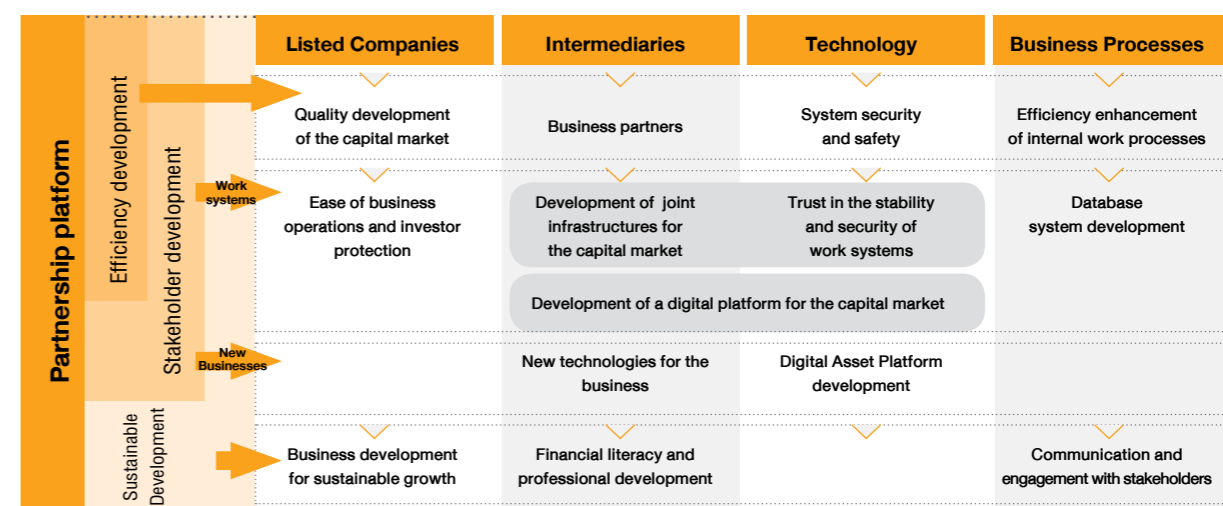 Partnership platform
Efficiency development
Stakeholder development
Sustainable
Development
Listed Companies
Intermediaries
Technology
Business Processes
Quality development
of the capital market
Business partners
System security
and safety
Efficiency enhancement
of internal work processes
Work
systems
Ease of business
operations and investor
protection
Development of joint
infrastructures for
the capital market
Trust in the stability
and security of
work systems
Database
system development
Development of a digital platform for the capital market
New
Businesses
New technologies for the
business
Digital Asset Platform
development
Business development
for sustainable growth
Financial literacy and
professional development
Communication and
engagement with stakeholders